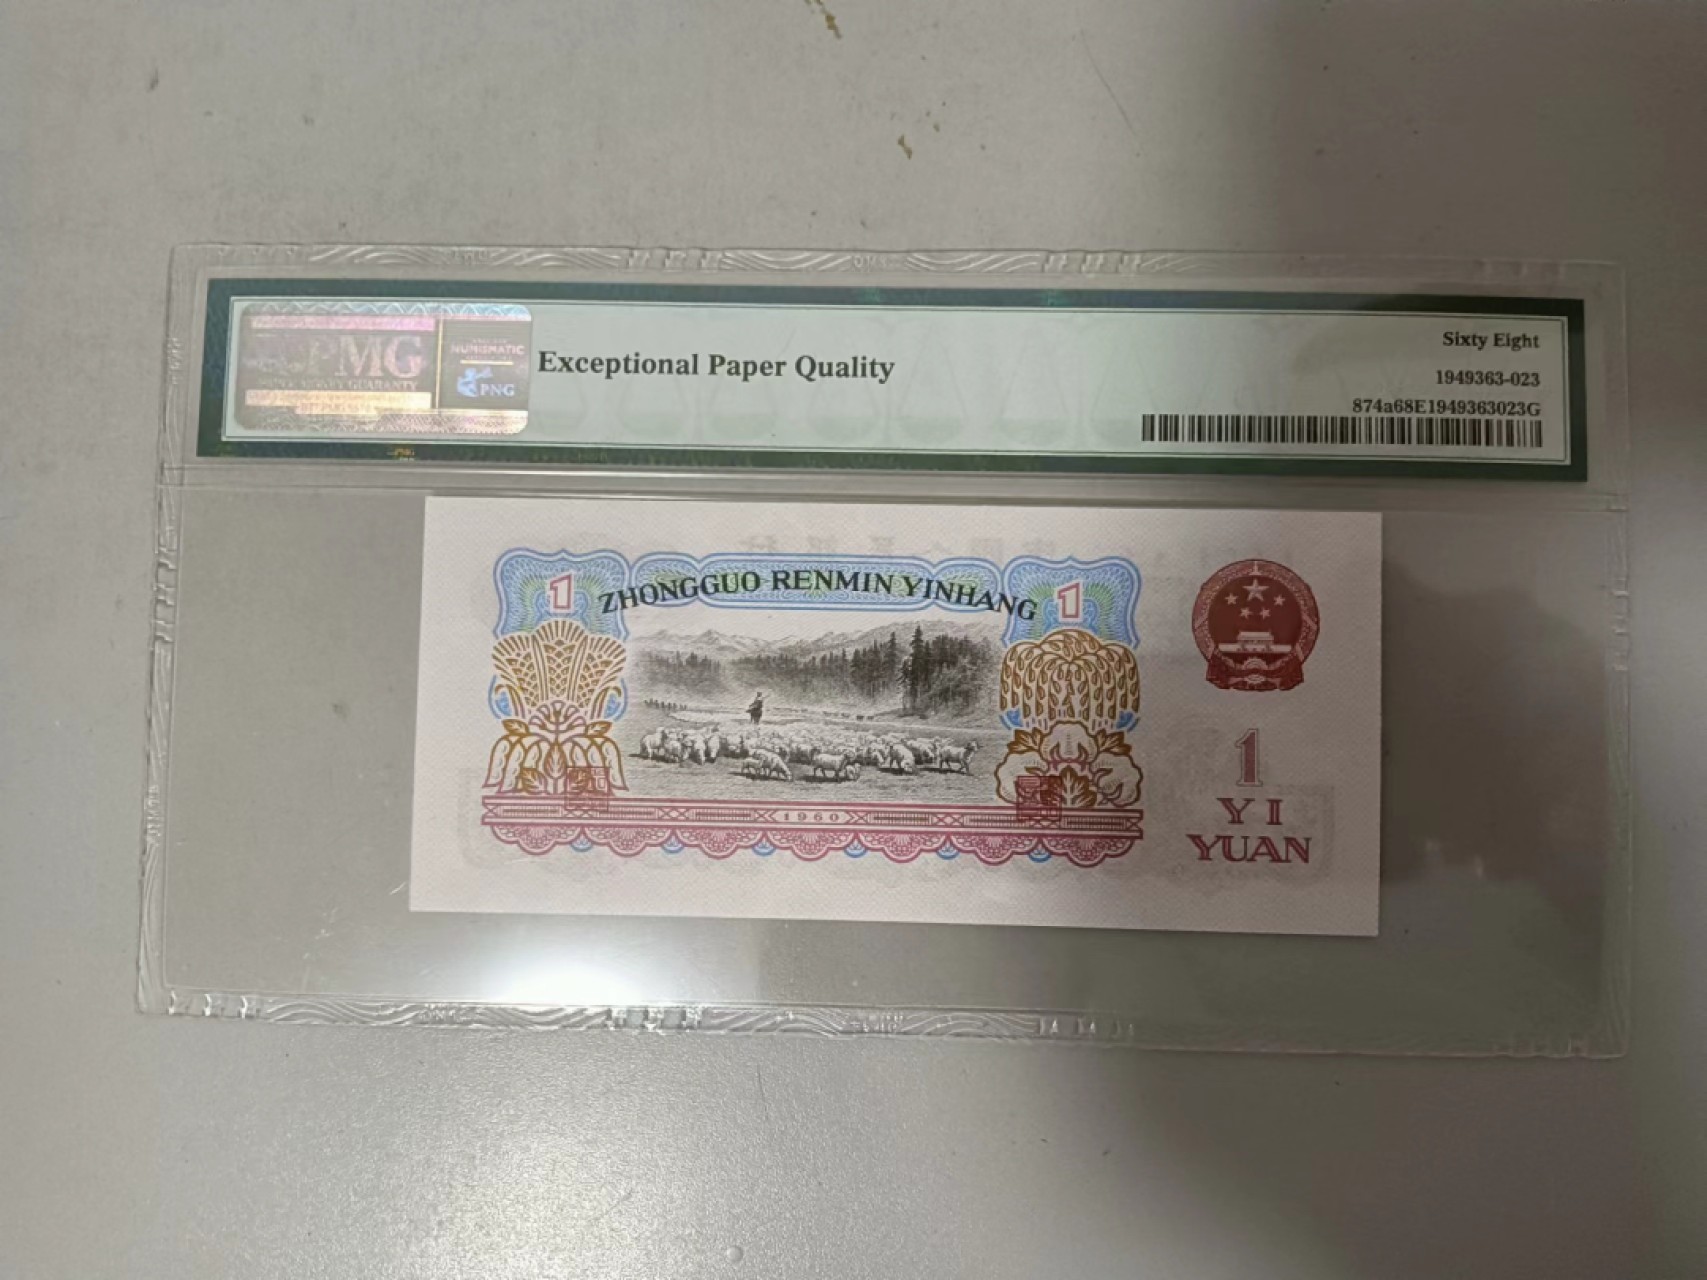 PMG
NUMISMATIC
PNG
Exceptional Paper Quality
Sixty Eight
1949363-023
874a68E1949363023G
1
ZHONGGUO RENMIN YINHANG
1
1960
1
YI
YUAN